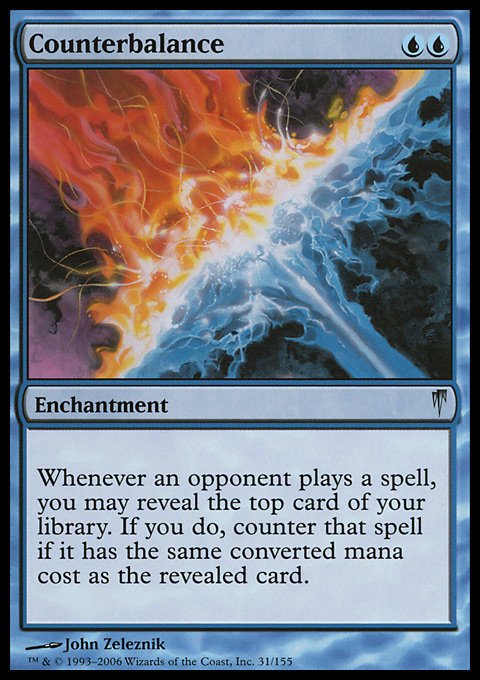 Counterbalance
Enchantment
Whenever an opponent plays a spell,
you may reveal the top card of your
library. If you do, counter that spell
if it has the same converted mana
cost as the revealed card.
John Zeleznik
™ & © 1993–2006 Wizards of the Coast, Inc. 31/155